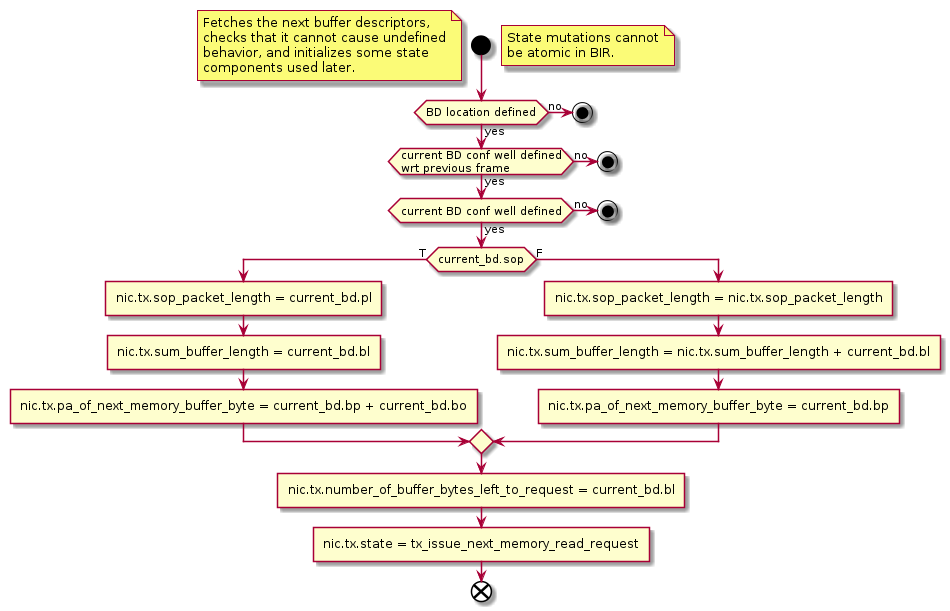 Fetches the next buffer descriptors,
checks that it cannot cause undefined
behavior, and initializes some state
components used later.
State mutations cannot
be atomic in BIR.
BD location defined
no
yes
current BD conf well defined
wrt previous frame
no
yes
current BD conf well defined
no
yes
T
current_bd.sop
F
nic.tx.sop_packet_length = current_bd.pl
nic.tx.sum_buffer_length = current_bd.bl
nic.tx.pa_of_next_memory_buffer_byte = current_bd.bp + current_bd.bo
nic.tx.sop_packet_length = nic.tx.sop_packet_length
nic.tx.sum_buffer_length = nic.tx.sum_buffer_length + current_bd.bl
nic.tx.pa_of_next_memory_buffer_byte = current_bd.bp
nic.tx.number_of_buffer_bytes_left_to_request = current_bd.bl
nic.tx.state = tx_issue_next_memory_read_request